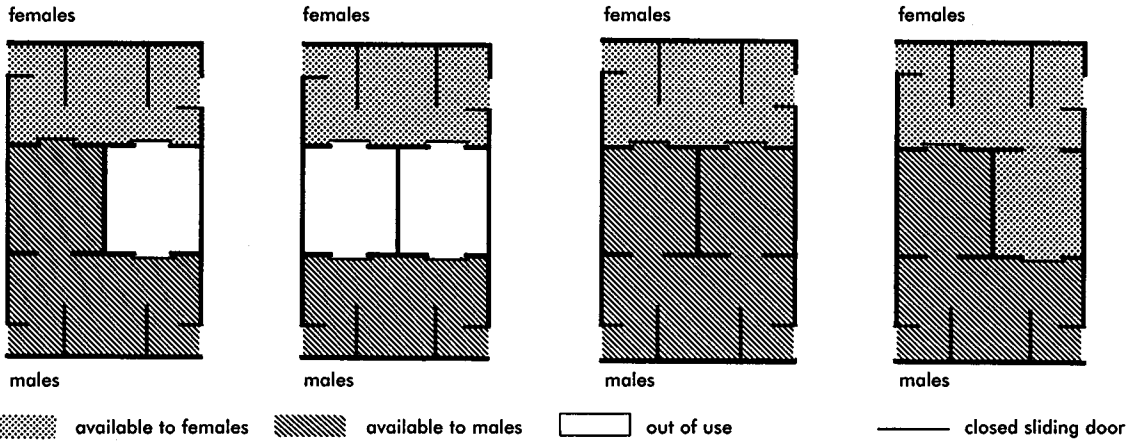 females
females
females
females
males
males
males
males
available to females
available to males
out of use
closed sliding door